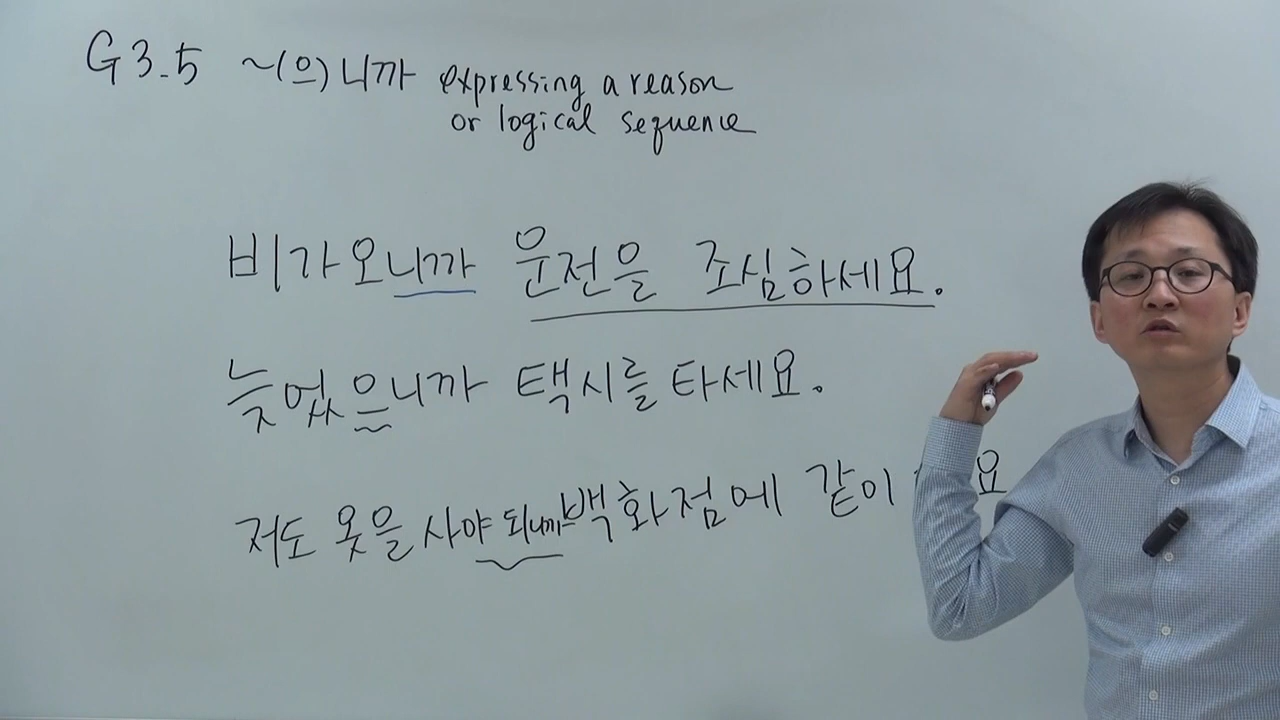 G3.5 ~(으)니까 expressing a reason
or logical sequence
비가오니까 운전을 조심하세요.
늦었으니까 택시를 타세요.
저도 옷을 사야 되니까 백화점에 같이 요